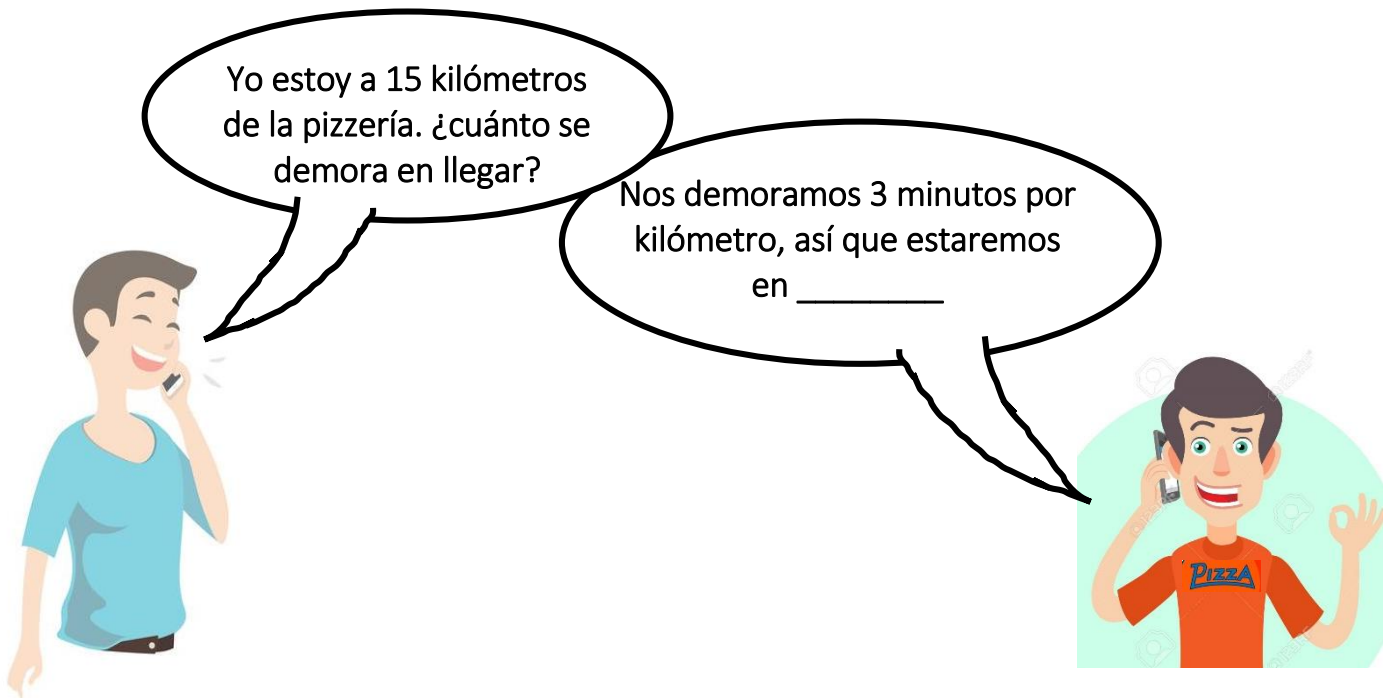 Yo estoy a 15 kilómetros
de la pizzería. ¿cuánto se
demora en llegar?
Nos demoramos 3 minutos por
kilómetro, así que estaremos
en ________
PIZZA